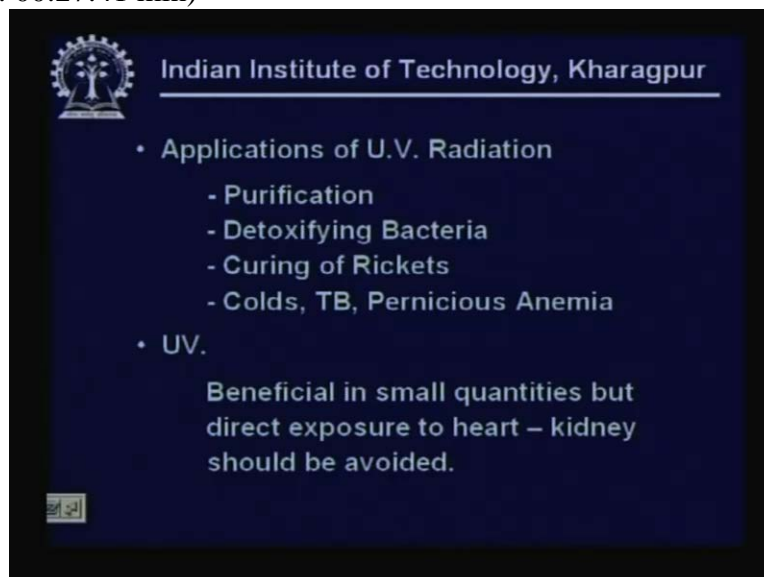 Indian Institute of Technology, Kharagpur
• Applications of U.V. Radiation
- Purification
- Detoxifying Bacteria
- Curing of Rickets
- Colds, TB, Pernicious Anemia
• UV.
Beneficial in small quantities but
direct exposure to heart – kidney
should be avoided.